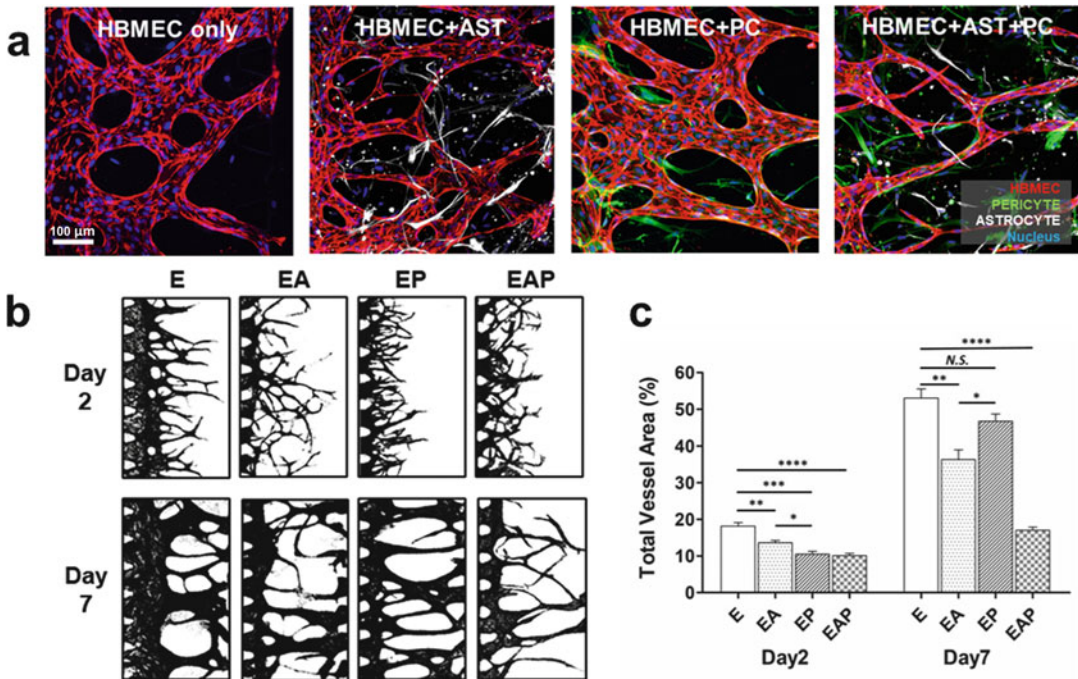 a
HBMEC only
HBMEC+AST
HBMEC+PC
HBMEC+AST+PC
100 µm
HBMEC
PERICYTE
ASTROCYTE
Nucleus
b
E EA EP EAP
Day
2
Day
7
c
Total Vessel Area (%)
60
50
40
30
20
10
0
****
***
**
*
****
N.S.
**
*
E EA EP EAP E EA EP EAP
Day2 Day7